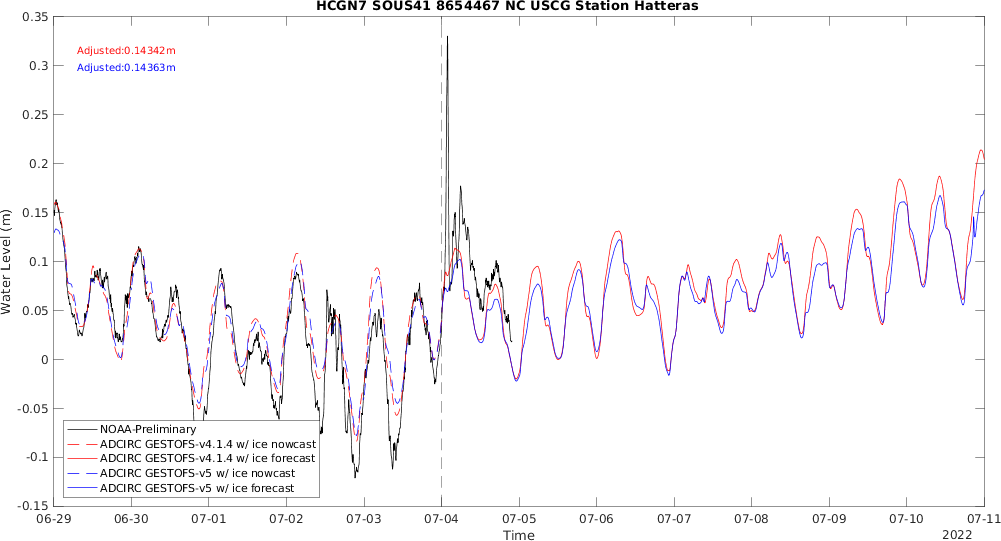 HCGN7 SOUS41 8654467 NC USCG Station Hatteras
0.35
0.3
0.25
0.2
0.15
0.1
0.05
0
-0.05
-0.1
-0.15
Water Level (m)
Adjusted:0.14342m
Adjusted:0.14363m
NOAA-Preliminary
ADCIRC GESTOFS-v4.1.4 w/ ice nowcast
ADCIRC GESTOFS-v4.1.4 w/ ice forecast
ADCIRC GESTOFS-v5 w/ ice nowcast
ADCIRC GESTOFS-v5 w/ ice forecast
06-29 06-30 07-01 07-02 07-03 07-04 07-05 07-06 07-07 07-08 07-09 07-10 07-11
Time
2022